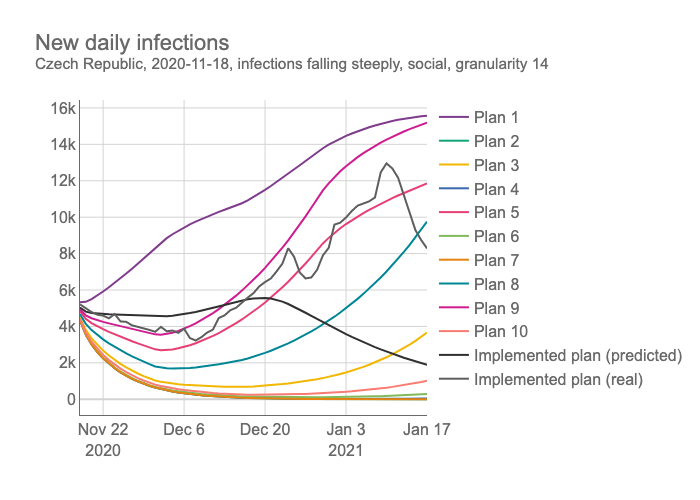 New daily infections
Czech Republic, 2020-11-18, infections falling steeply, social, granularity 14
16k
14k
12k
10k
8k
6k
4k
2k
0
Nov 22
2020
Dec 6
Dec 20
Jan 3
2021
Jan 17
Plan 1
Plan 2
Plan 3
Plan 4
Plan 5
Plan 6
Plan 7
Plan 8
Plan 9
Plan 10
Implemented plan (predicted)
Implemented plan (real)